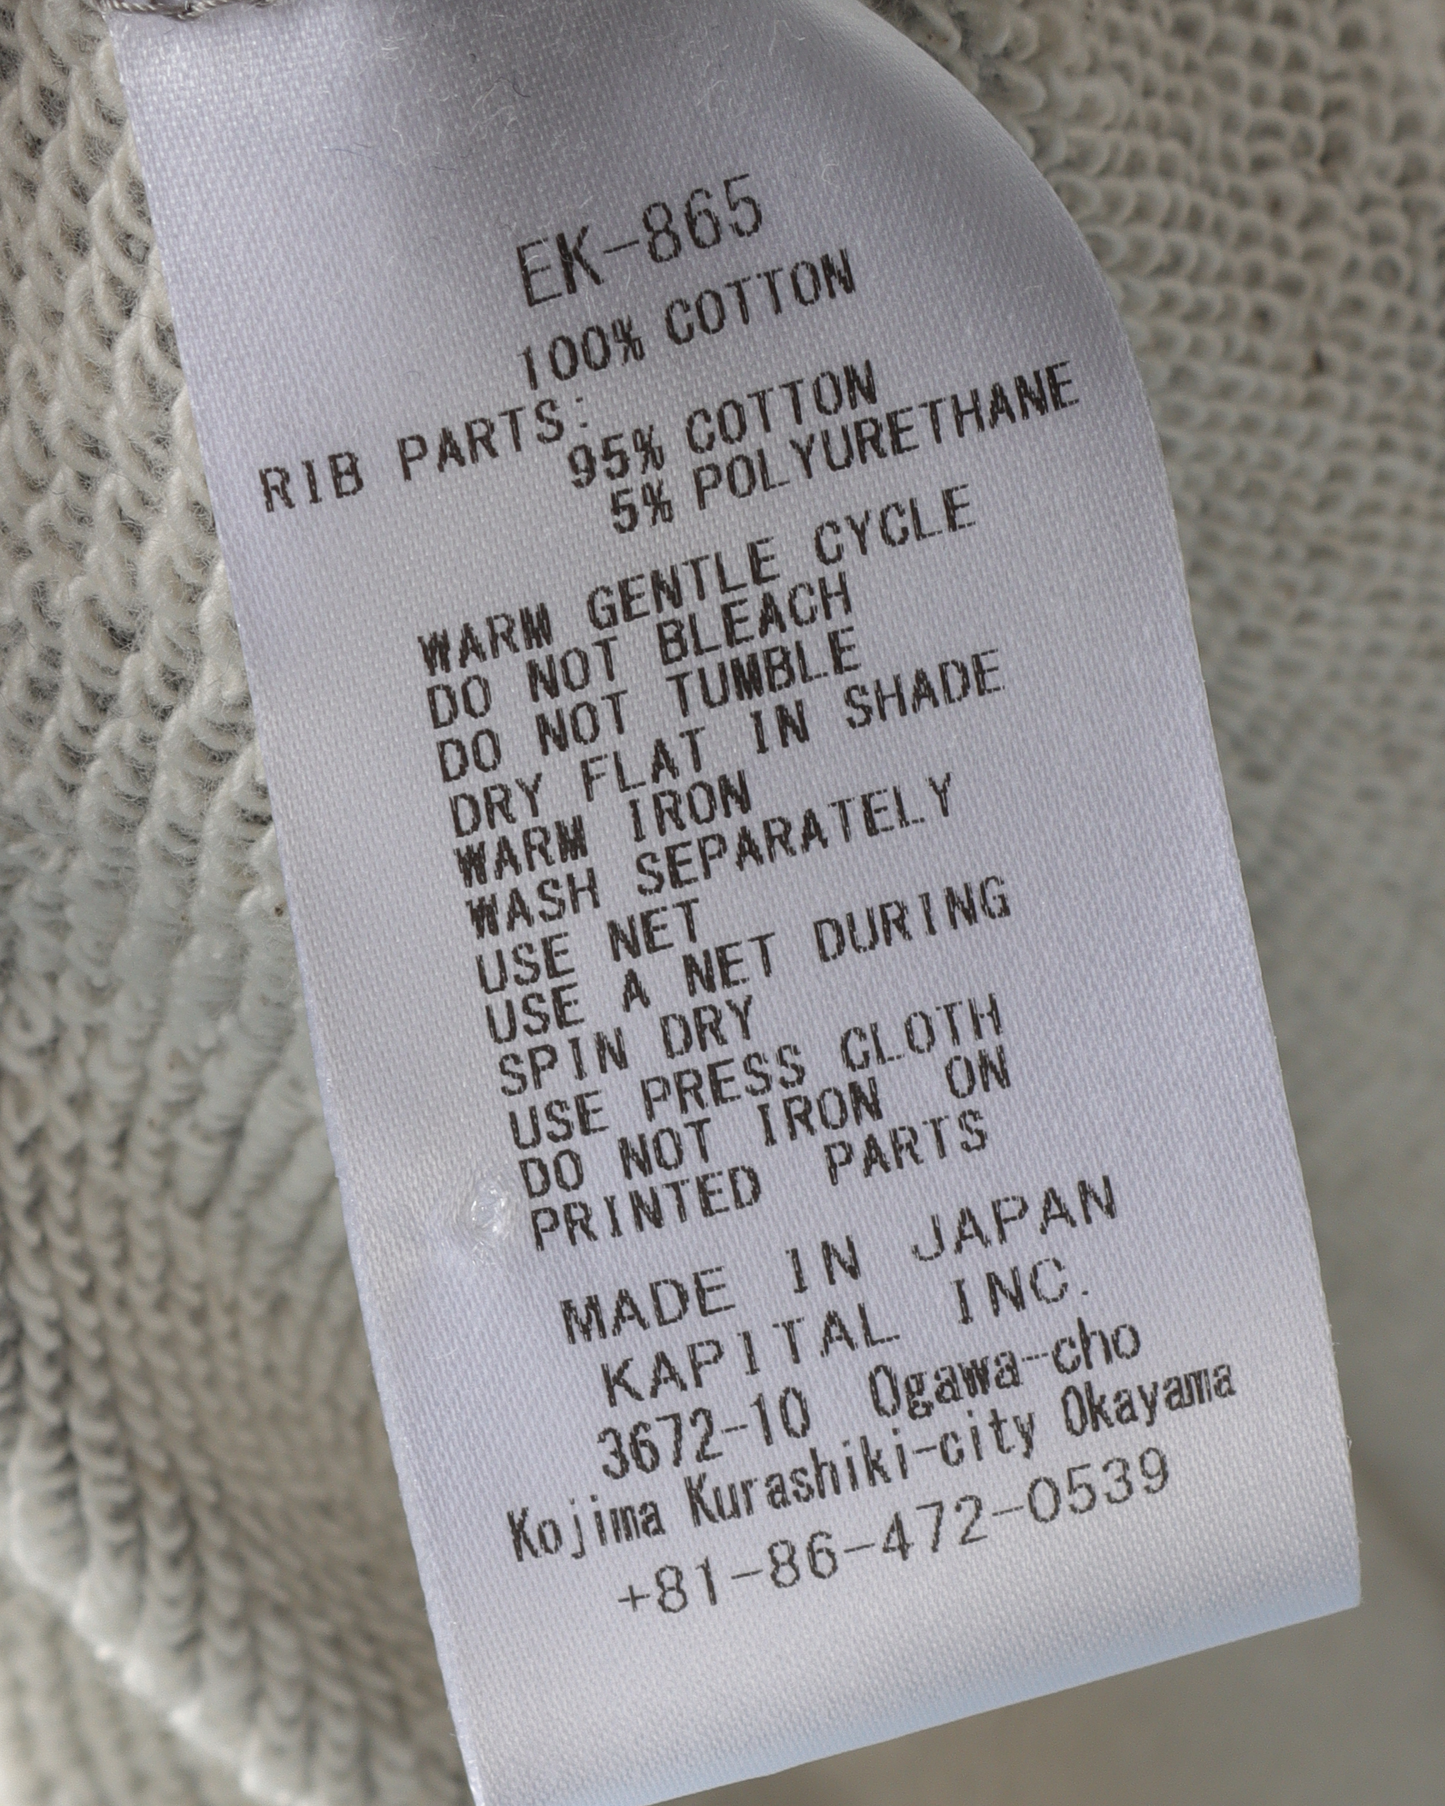 EK-865
100% COTTON
RIB PARTS:
95% COTTON
5% POLYURETHANE
WARM GENTLE CYCLE
DO NOT BLEACH
DO NOT TUMBLE
DRY FLAT IN SHADE
WARM IRON
WASH SEPARATELY
USE NET
USE A NET DURING
SPIN DRY
USE PRESS CLOTH
DO NOT IRON ON
PRINTED PARTS
MADE IN JAPAN
KAPITAL INC.
3672-10 Ogawa-cho
Kojima Kurashiki-city Okayama
+81-86-472-0539